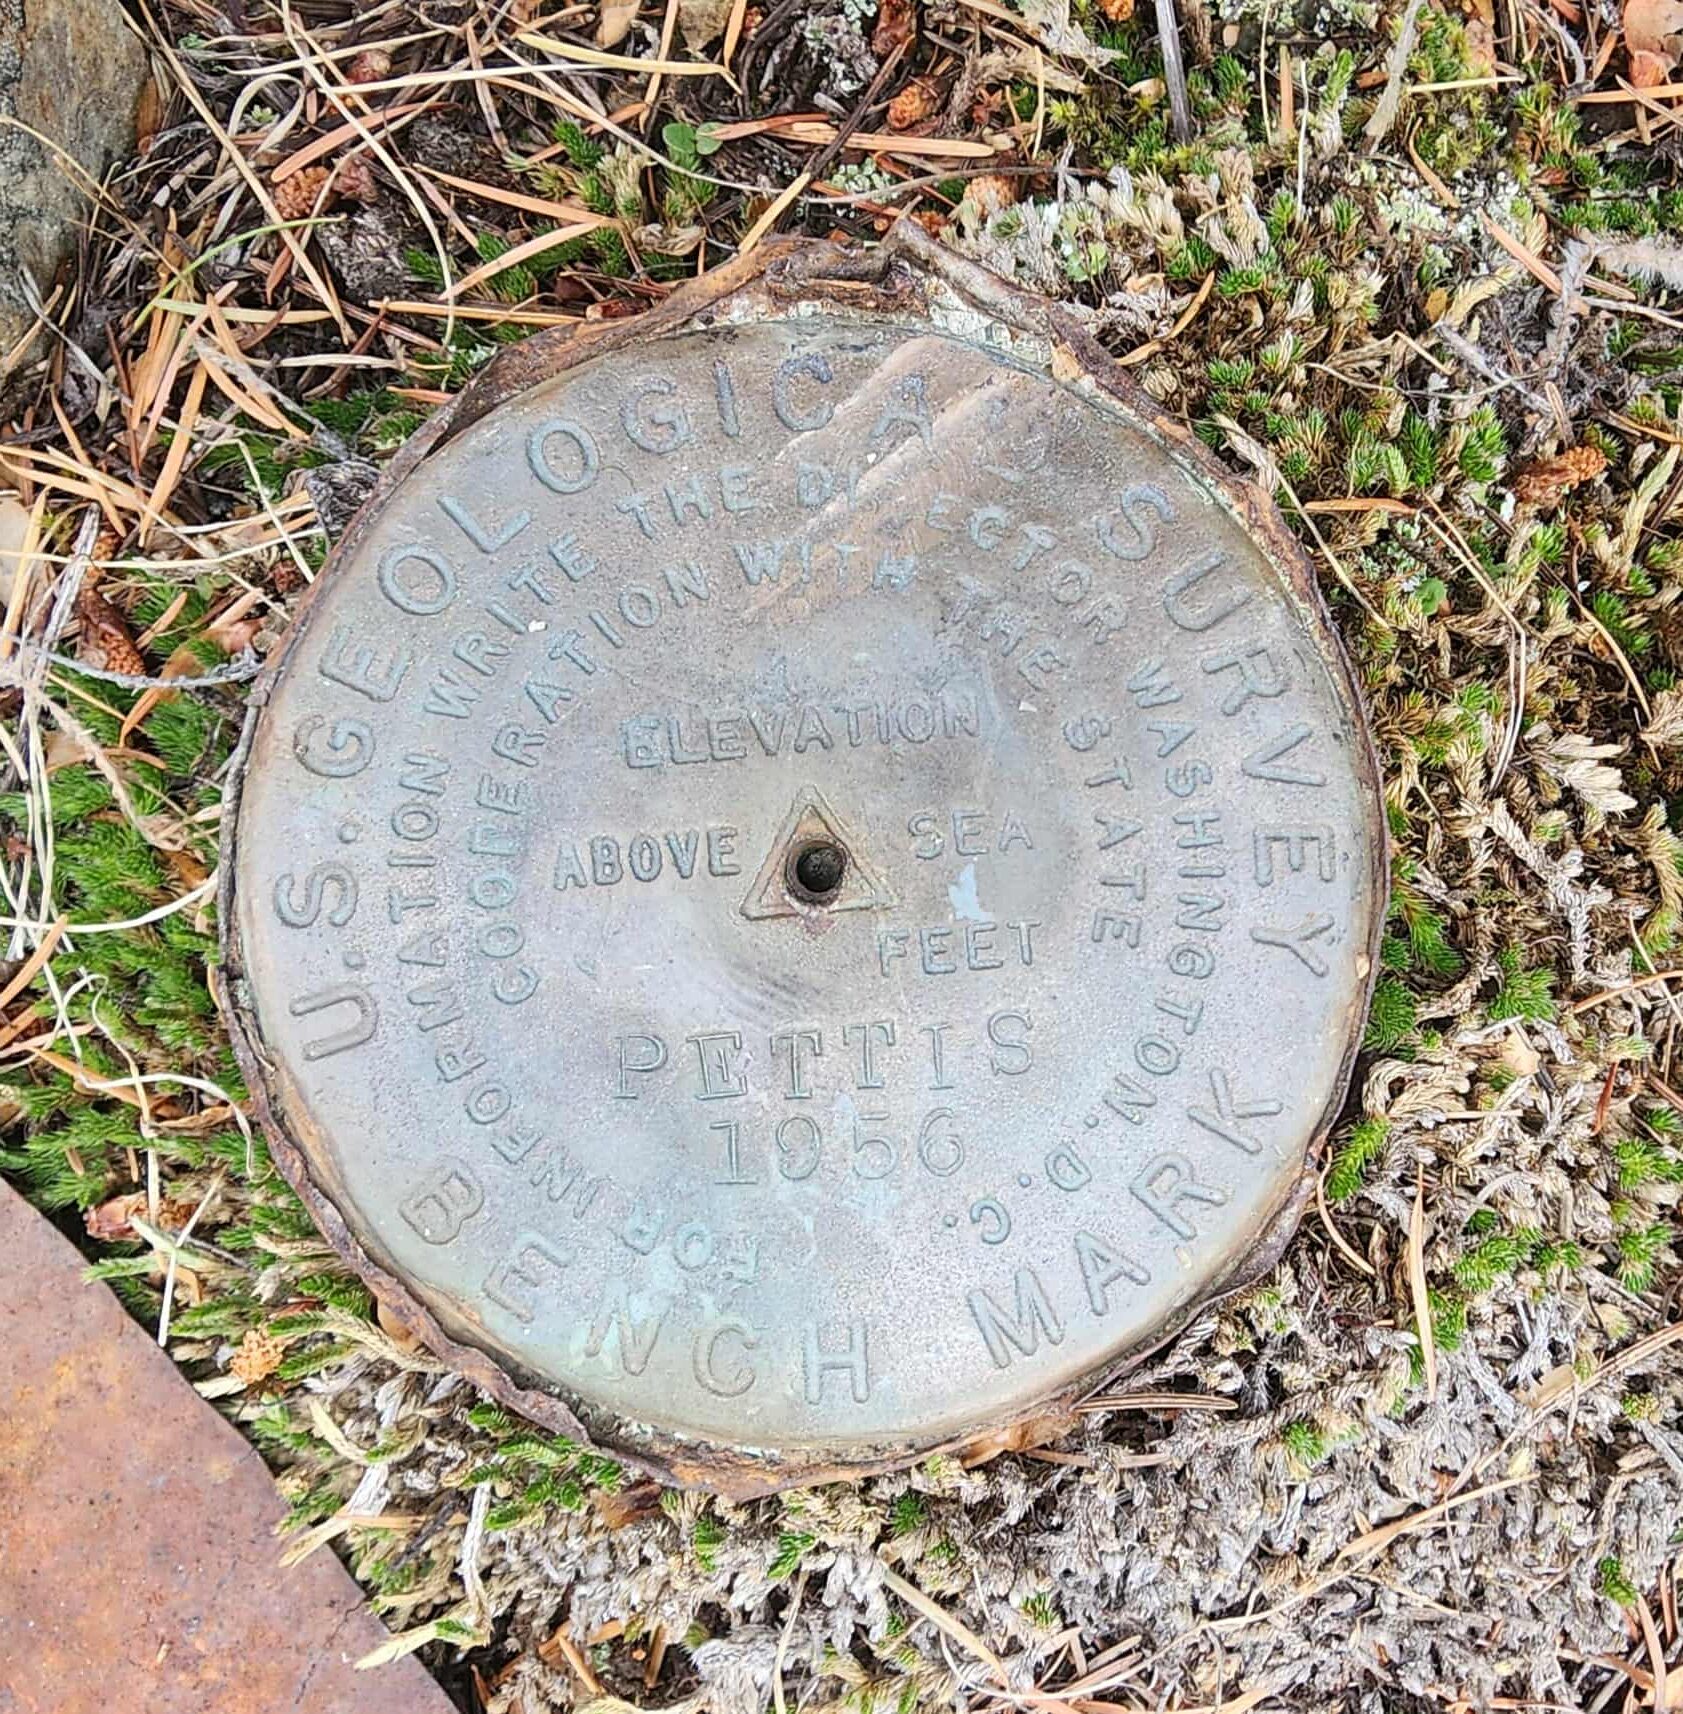 U.S. GEOLOGICAL SURVEY
BENCH MARK
FOR INFORMATION WRITE THE DIRECTOR WASHINGTON. D. C.
COOPERATION WITH THE STATE
ELEVATION
ABOVE SEA
FEET
PETTIS
1956